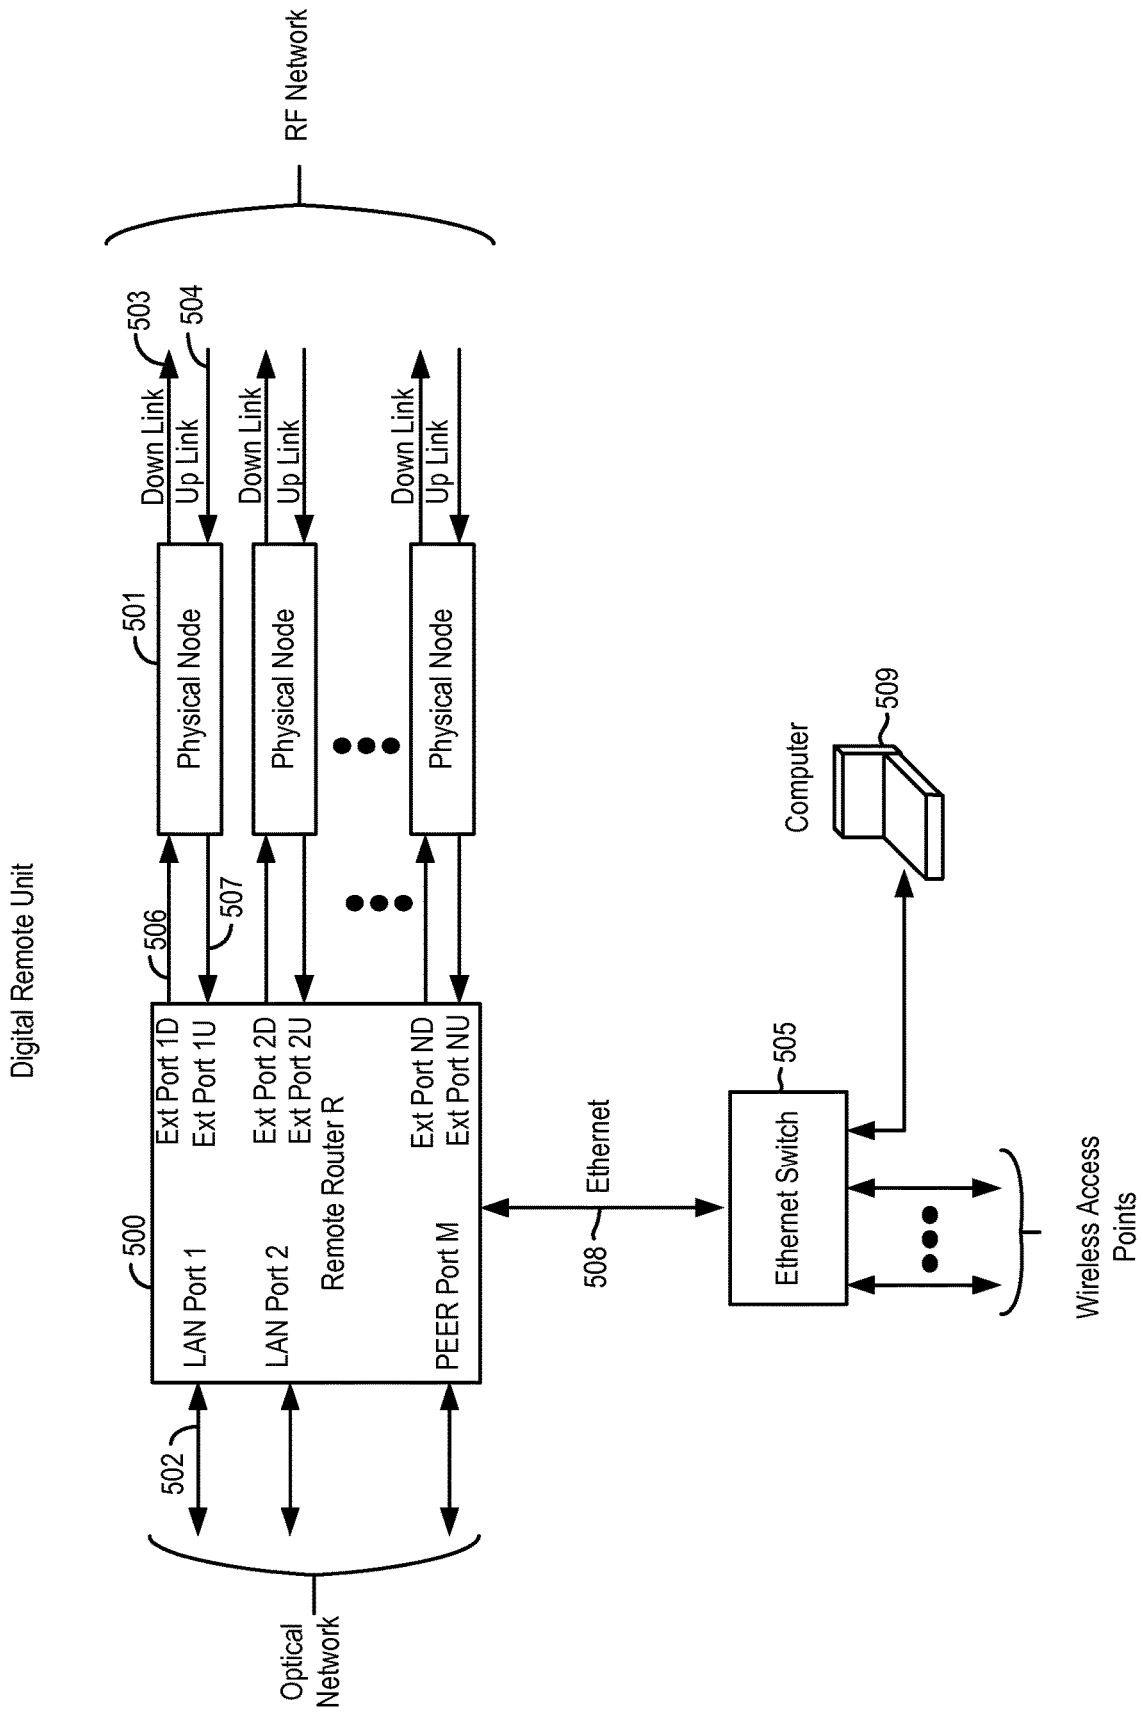 Digital Remote Unit
Optical
Network
502
500
LAN Port 1
LAN Port 2
PEER Port M
Remote Router R
Ext Port 1D
Ext Port 1U
Ext Port 2D
Ext Port 2U
Ext Port ND
Ext Port NU
506
507
501
Physical Node
Physical Node
Physical Node
Down Link
Up Link
Down Link
Up Link
Down Link
Up Link
503
504
RF Network
508
Ethernet
Ethernet Switch
505
Computer
509
Wireless Access
Points